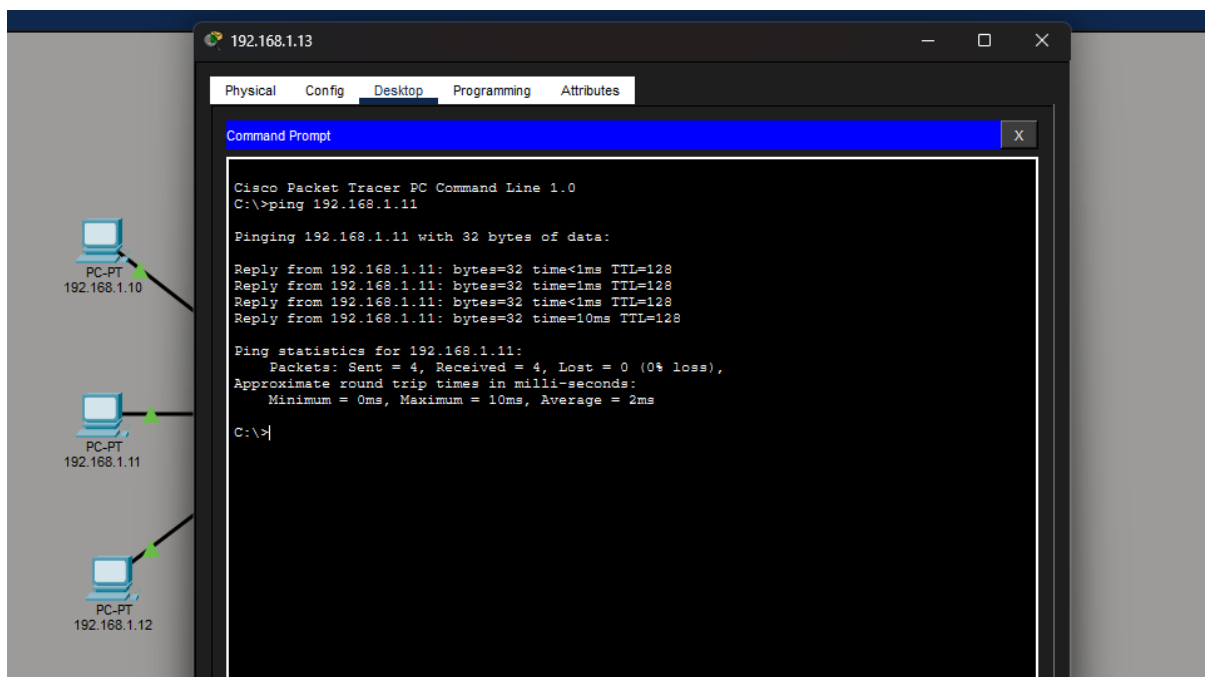 192.168.1.13
Physical Config Desktop Programming Attributes
Command Prompt
X
Cisco Packet Tracer PC Command Line 1.0
C:\>ping 192.168.1.11
Pinging 192.168.1.11 with 32 bytes of data:
Reply from 192.168.1.11: bytes=32 time<1ms TTL=128
Reply from 192.168.1.11: bytes=32 time=1ms TTL=128
Reply from 192.168.1.11: bytes=32 time<1ms TTL=128
Reply from 192.168.1.11: bytes=32 time=10ms TTL=128
Ping statistics for 192.168.1.11:
Packets: Sent = 4, Received = 4, Lost = 0 (0% loss),
Approximate round trip times in milli-seconds:
Minimum = 0ms, Maximum = 10ms, Average = 2ms
C:\>
PC-PT
192.168.1.10
PC-PT
192.168.1.11
PC-PT
192.168.1.12